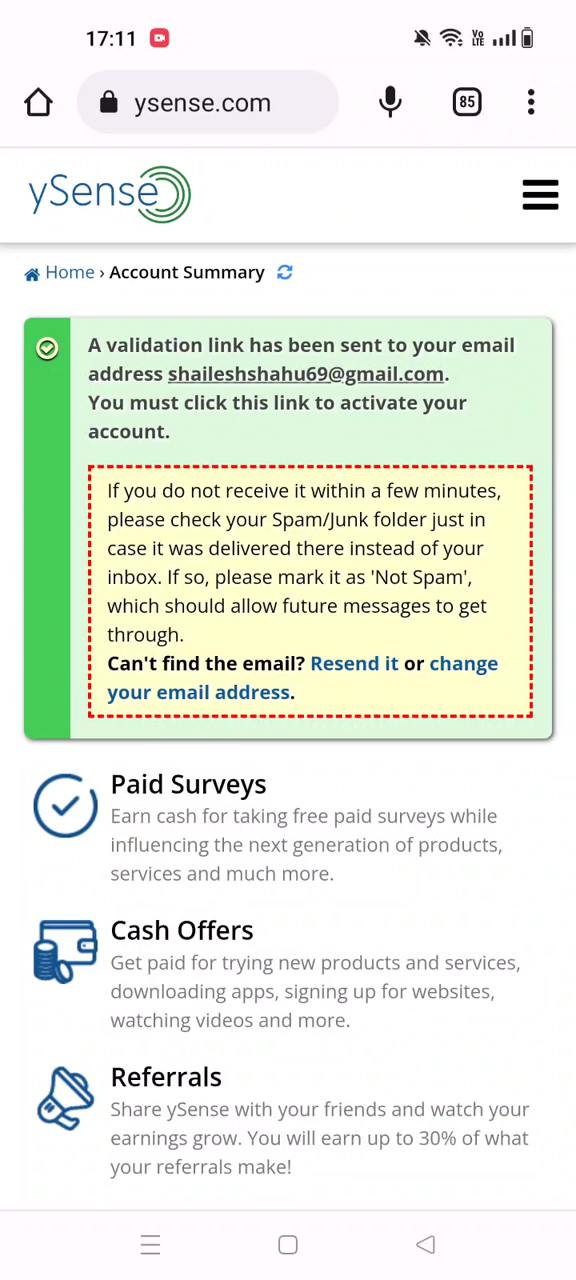 17:11
Vo
LTE
ysense.com
85
ySense
Home › Account Summary
A validation link has been sent to your email
address shaileshshahu69@gmail.com.
You must click this link to activate your
account.
If you do not receive it within a few minutes,
please check your Spam/Junk folder just in
case it was delivered there instead of your
inbox. If so, please mark it as 'Not Spam',
which should allow future messages to get
through.
Can't find the email? Resend it or change
your email address.
Paid Surveys
Earn cash for taking free paid surveys while
influencing the next generation of products,
services and much more.
Cash Offers
Get paid for trying new products and services,
downloading apps, signing up for websites,
watching videos and more.
Referrals
Share ySense with your friends and watch your
earnings grow. You will earn up to 30% of what
your referrals make!